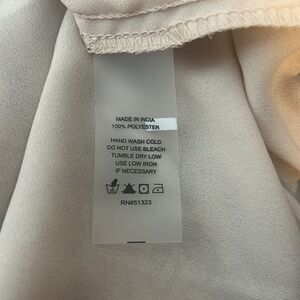 MADE IN INDIA
100% POLYESTER
HAND WASH COLD
DO NOT USE BLEACH
TUMBLE DRY LOW
USE LOW IRON
IF NECESSARY
RN#51323